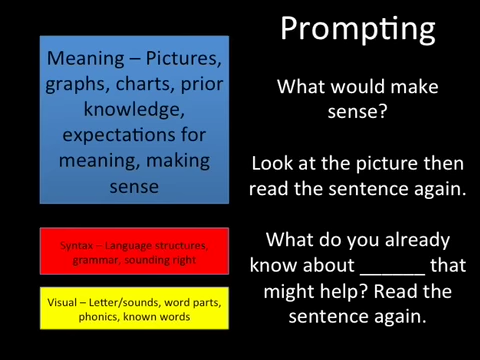 Prompting
Meaning – Pictures,
graphs, charts, prior
knowledge,
expectations for
meaning, making
sense
Syntax – Language structures,
grammar, sounding right
Visual – Letter/sounds, word parts,
phonics, known words
What would make
sense?
Look at the picture then
read the sentence again.
What do you already
know about ______ that
might help? Read the
sentence again.